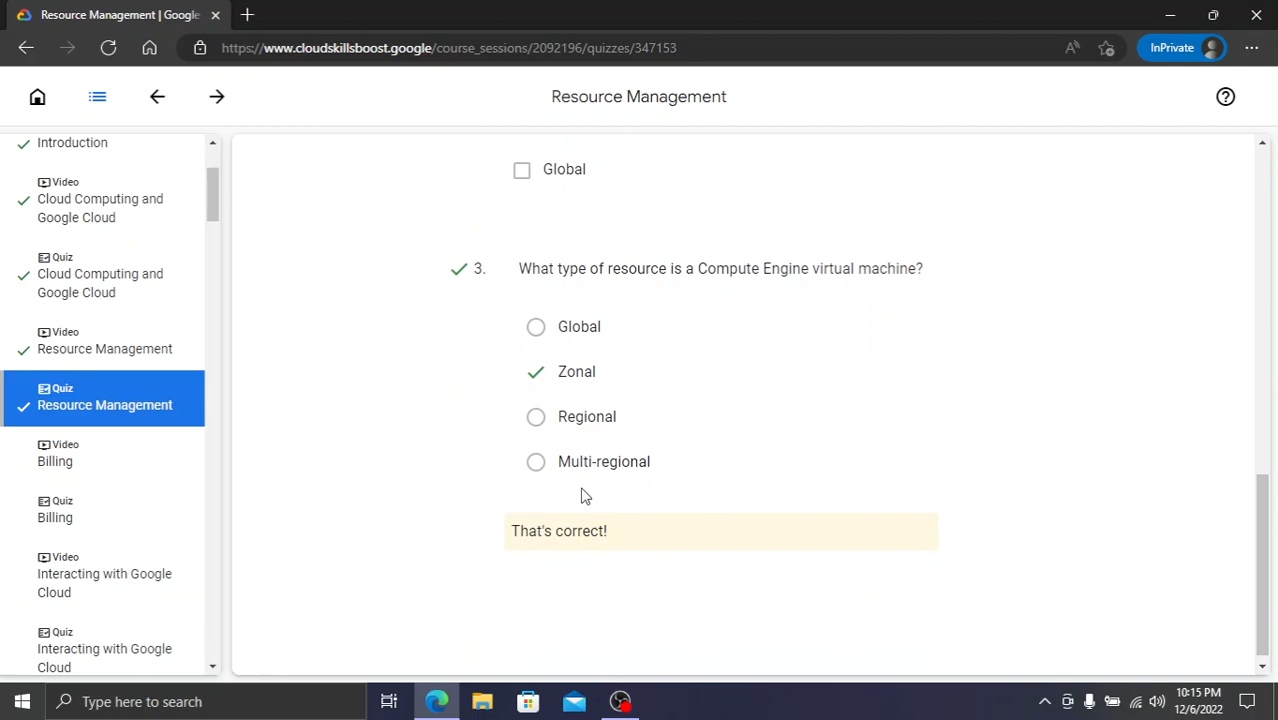 Resource Management | Google
https://www.cloudskillsboost.google/course_sessions/2092196/quizzes/347153
InPrivate
Resource Management
Introduction
Video
Cloud Computing and
Google Cloud
Quiz
Cloud Computing and
Google Cloud
Video
Resource Management
Quiz
Resource Management
Video
Billing
Quiz
Billing
Video
Interacting with Google
Cloud
Quiz
Interacting with Google
Cloud
Global
3. What type of resource is a Compute Engine virtual machine?
Global
Zonal
Regional
Multi-regional
That's correct!
Type here to search
10:15 PM
12/6/2022